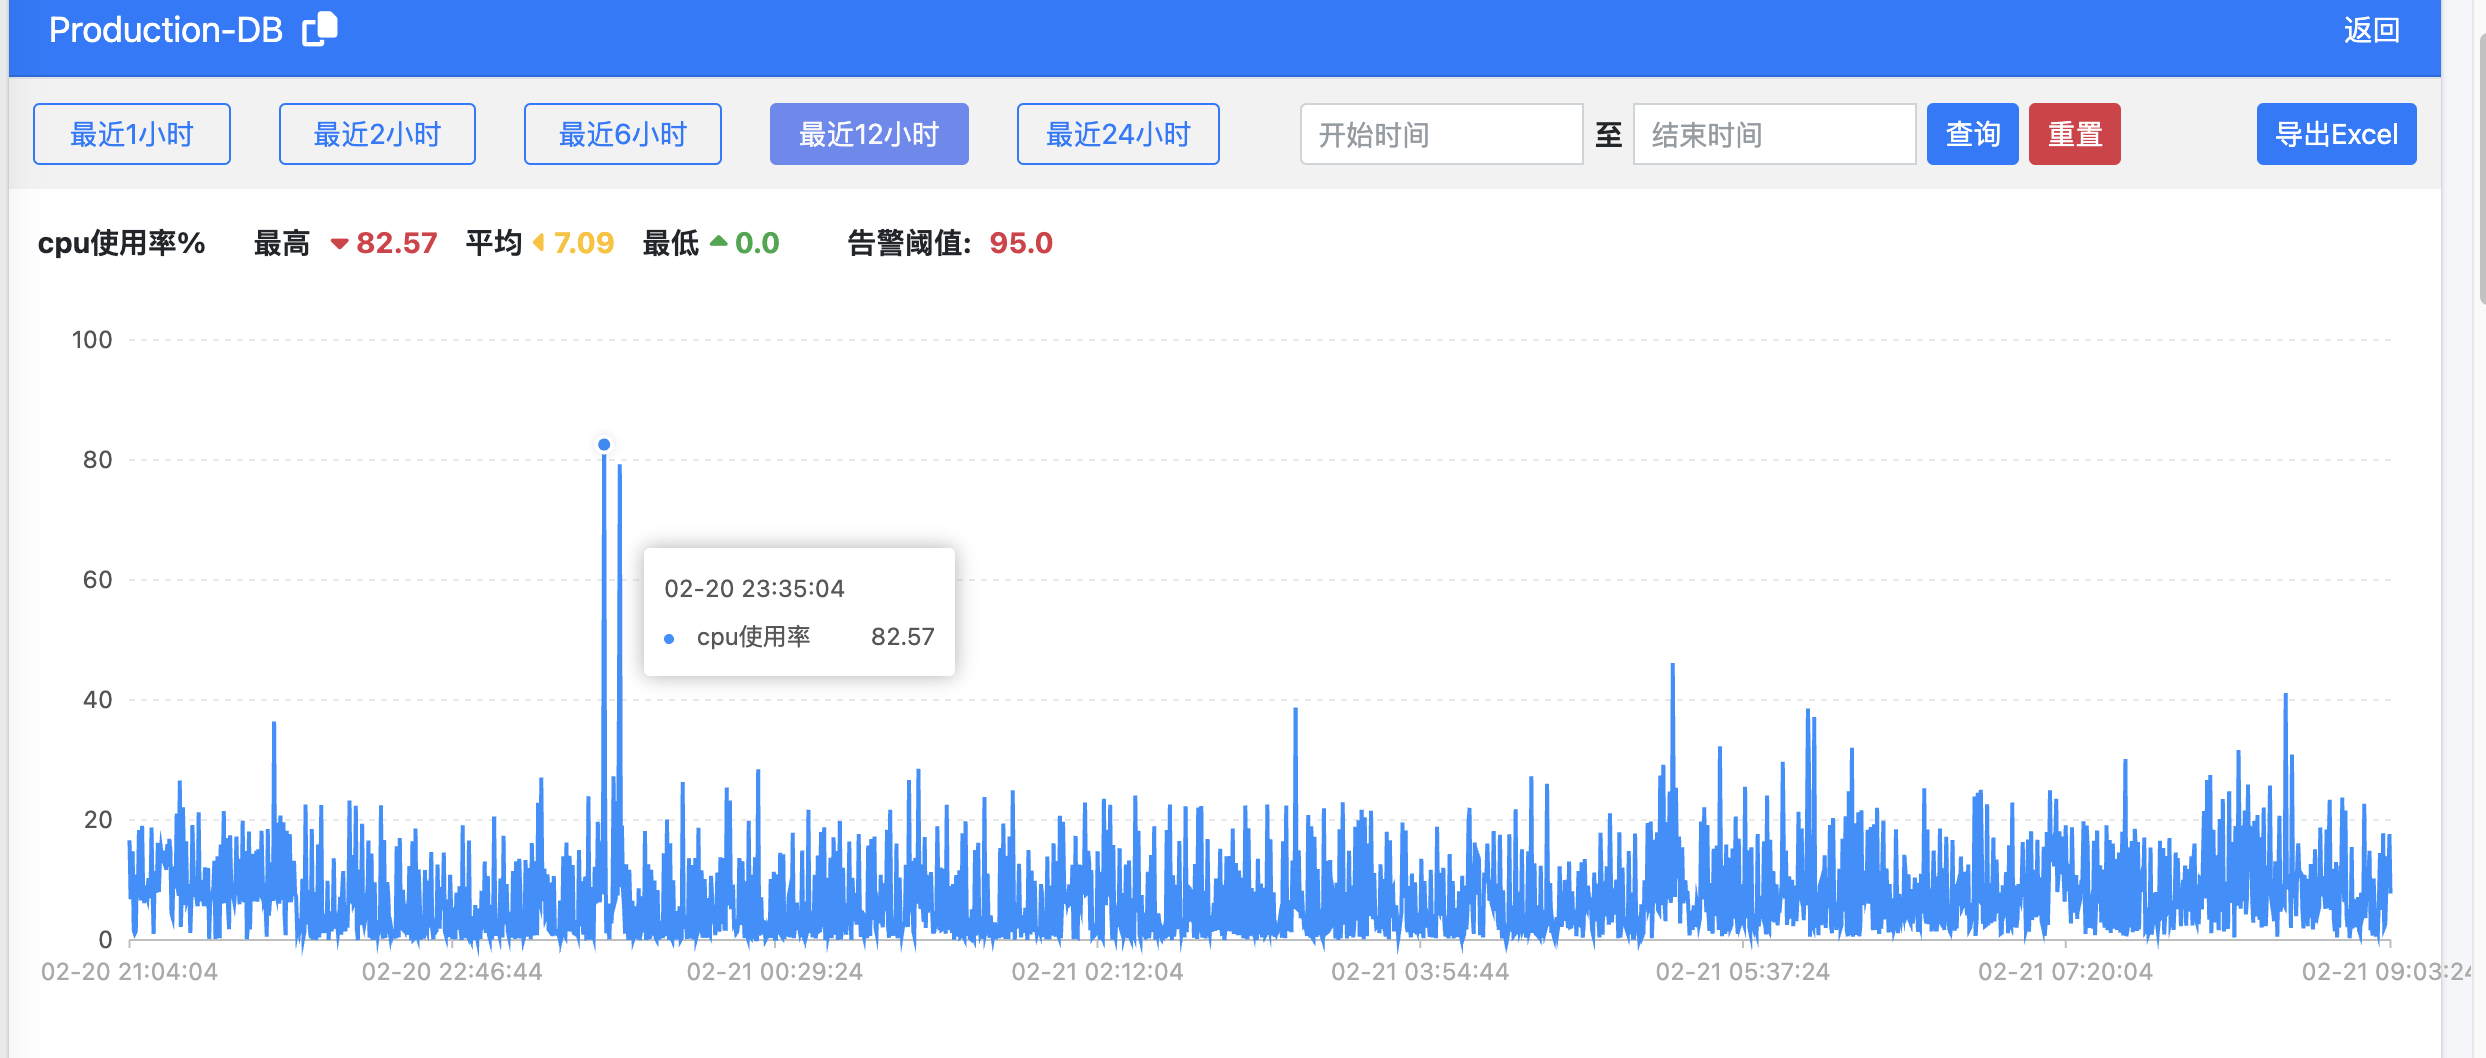 Production-DB 返回
最近1小时 最近2小时 最近6小时 最近12小时 最近24小时 开始时间 至 结束时间 查询 重置 导出Excel
cpu使用率% 最高 82.57 平均 7.09 最低 0.0 告警阈值: 95.0
100
80
60
40
20
0
02-20 23:35:04
cpu使用率 82.57
02-20 21:04:04 02-20 22:46:44 02-21 00:29:24 02-21 02:12:04 02-21 03:54:44 02-21 05:37:24 02-21 07:20:04 02-21 09:03:24